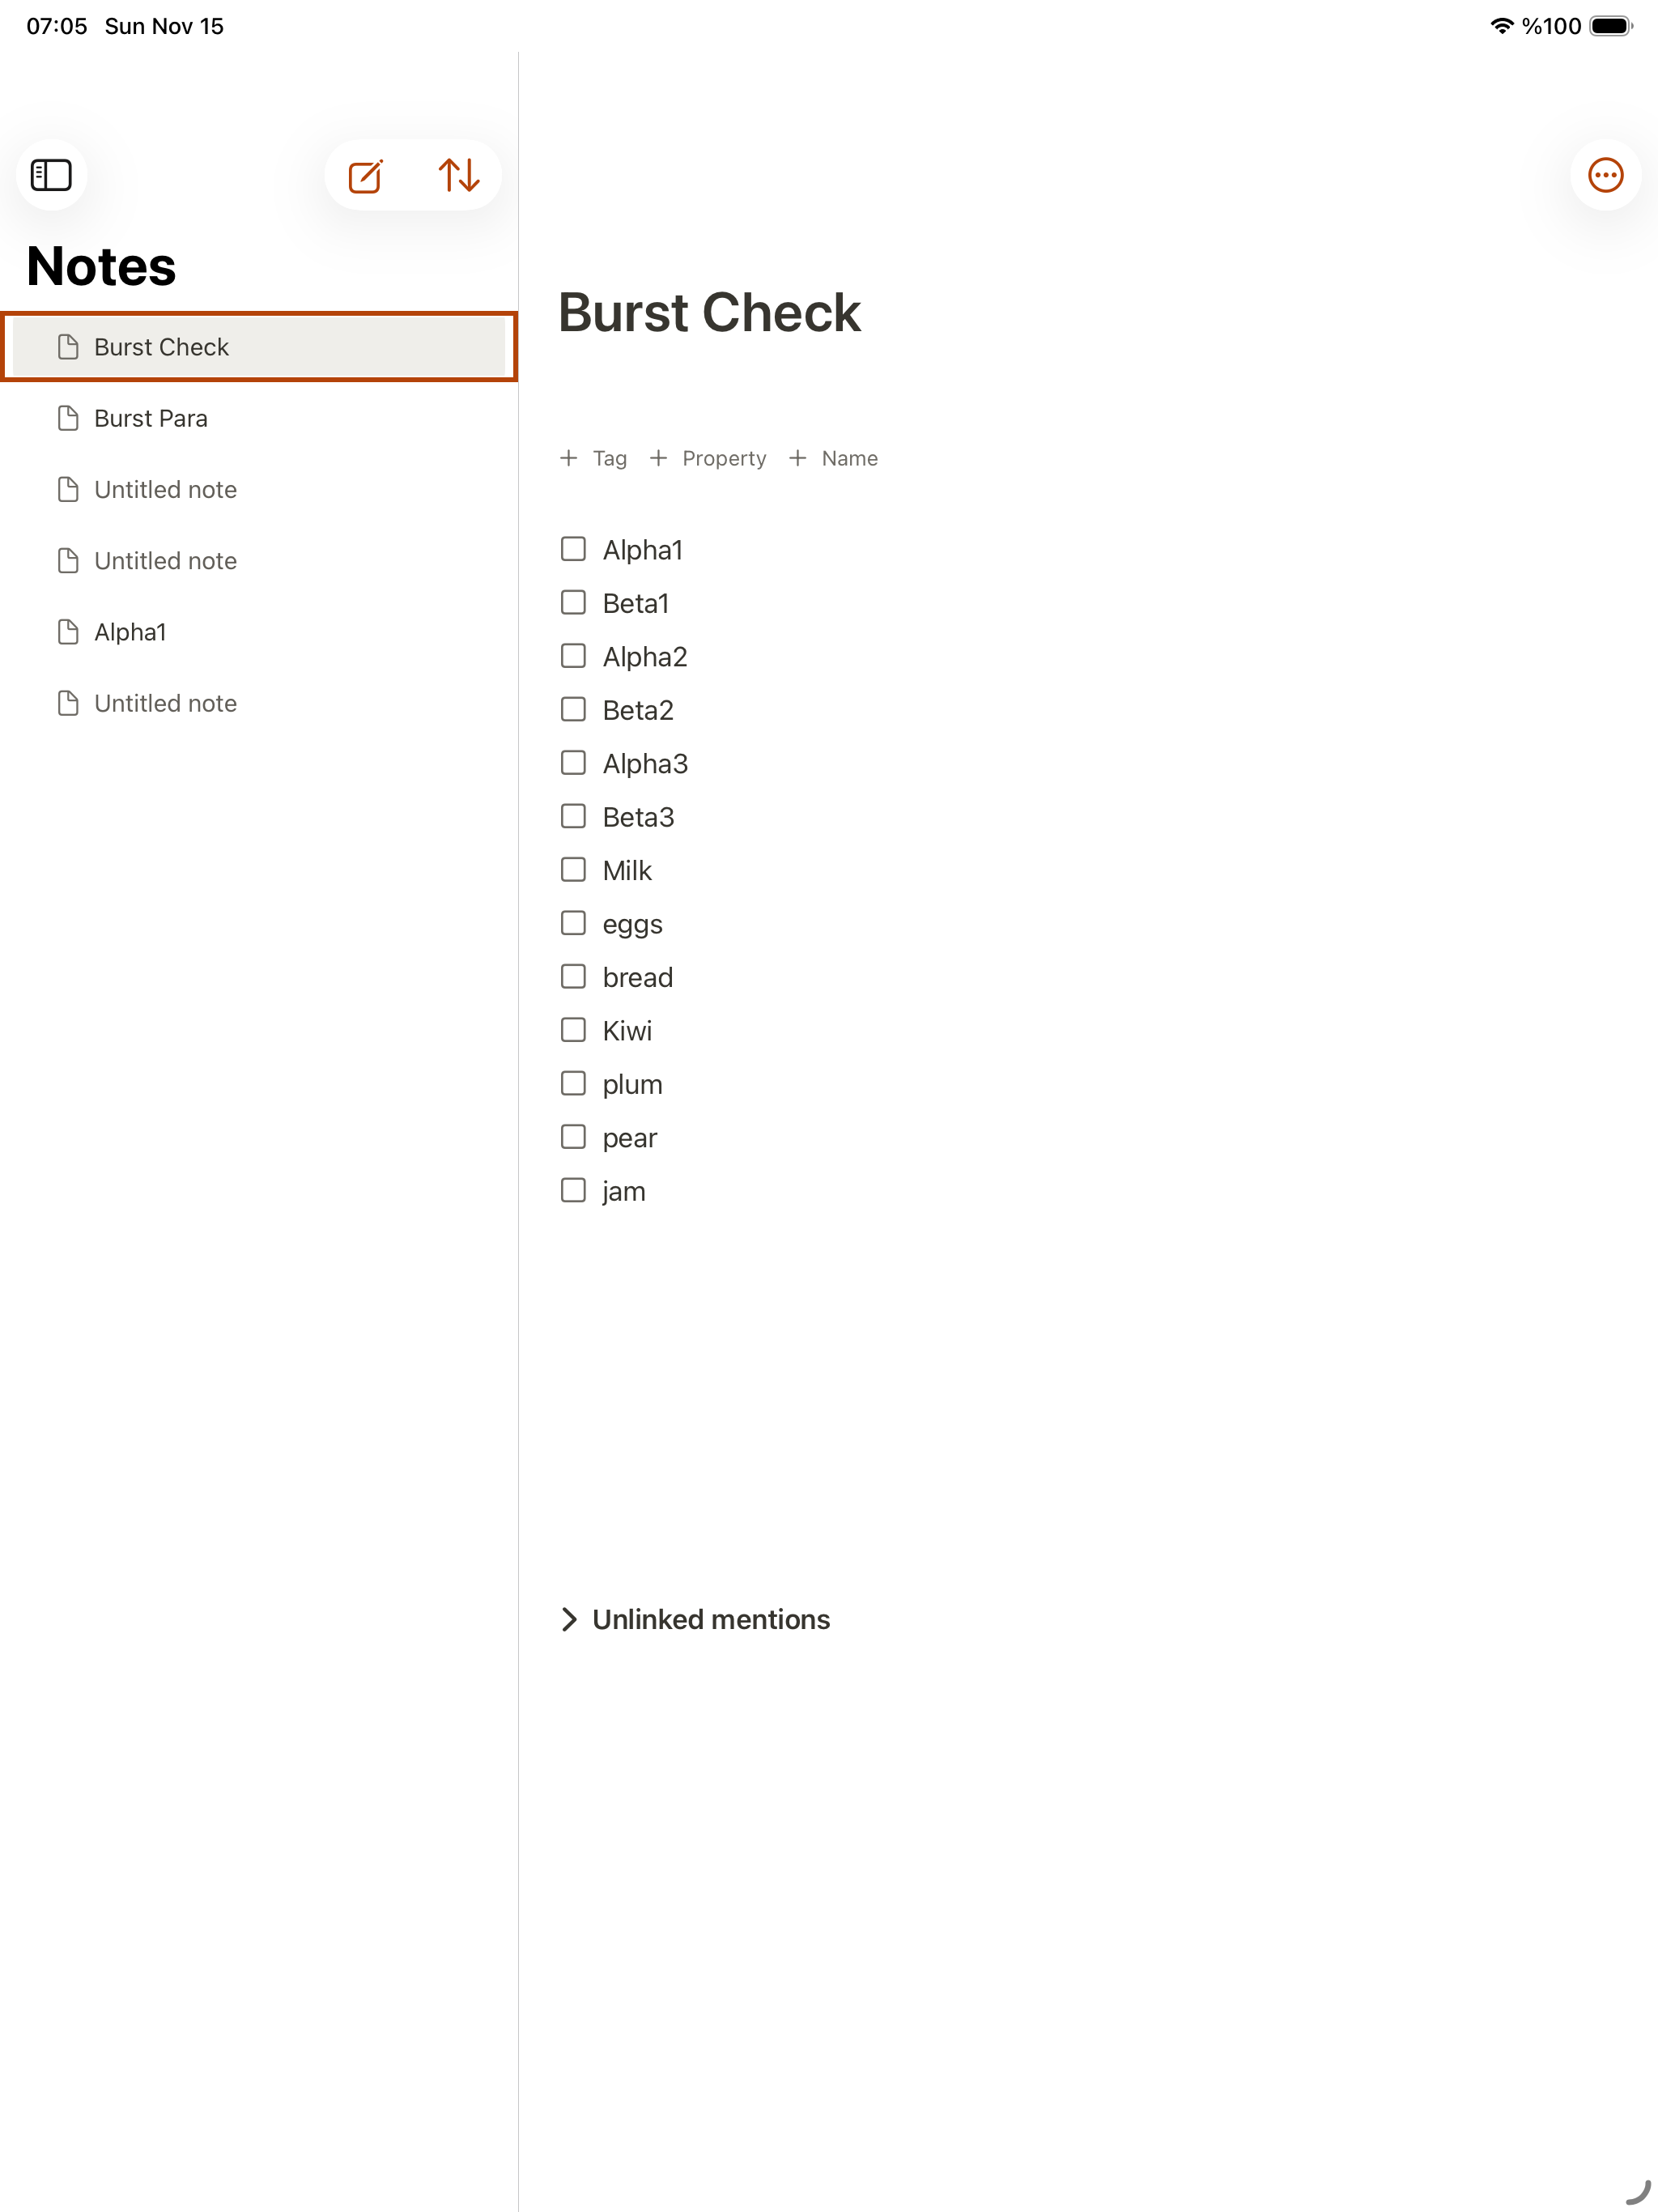 07:05 Sun Nov 15
%100
Notes
Burst Check
Burst Para
Untitled note
Untitled note
Alpha1
Untitled note
Burst Check
+ Tag + Property + Name
Alpha1
Beta1
Alpha2
Beta2
Alpha3
Beta3
Milk
eggs
bread
Kiwi
plum
pear
jam
Unlinked mentions